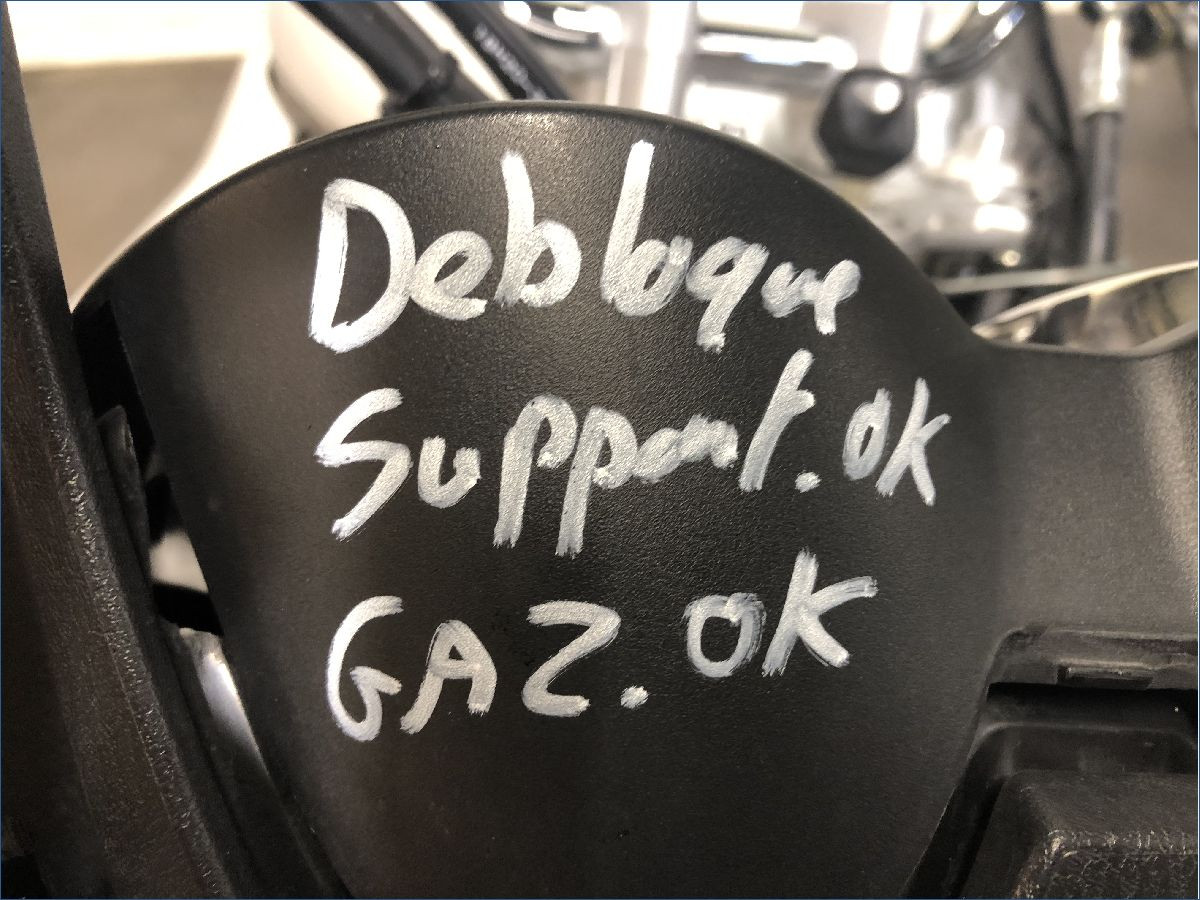 Debloque
Support. OK
GAZ. OK